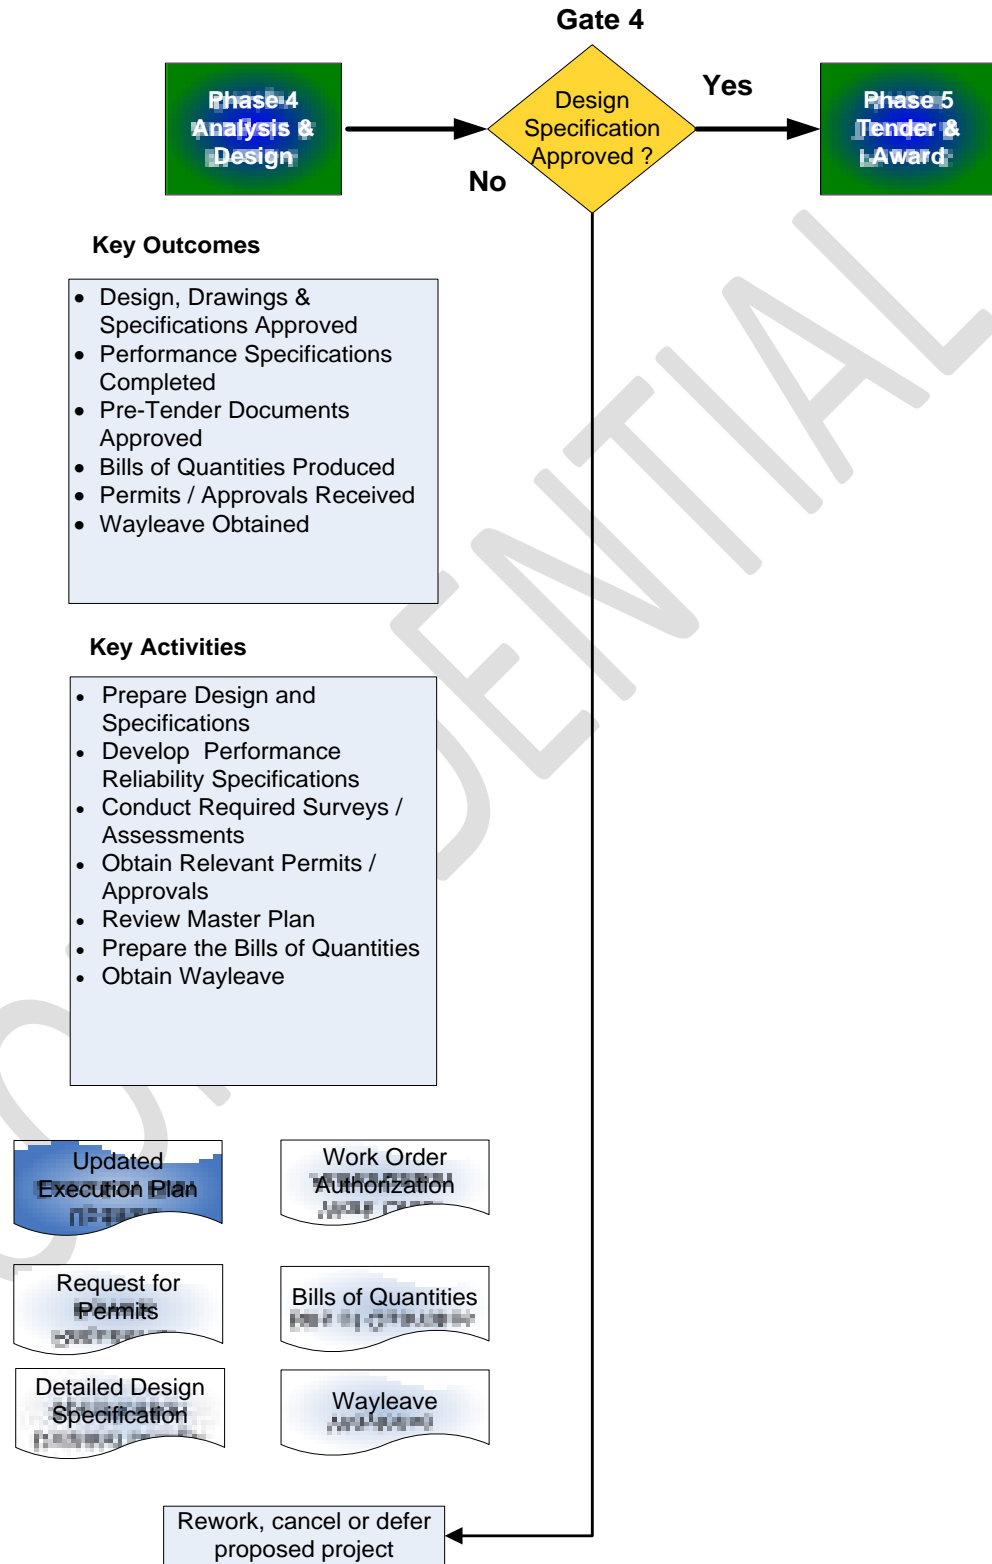 Gate 4
Phase 4
Analysis &
Design
Design
Specification
Approved ?
Yes
No
Phase 5
Tender &
Award
Key Outcomes
• Design, Drawings &
Specifications Approved
• Performance Specifications
Completed
• Pre-Tender Documents
Approved
• Bills of Quantities Produced
• Permits / Approvals Received
• Wayleave Obtained
Key Activities
• Prepare Design and
Specifications
• Develop  Performance
Reliability Specifications
• Conduct Required Surveys /
Assessments
• Obtain Relevant Permits /
Approvals
• Review Master Plan
• Prepare the Bills of Quantities
• Obtain Wayleave
Updated
Execution Plan
Work Order
Authorization
Request for
Permits
Bills of Quantities
Detailed Design
Specification
Wayleave
Rework, cancel or defer
proposed project
CONFIDENTIAL